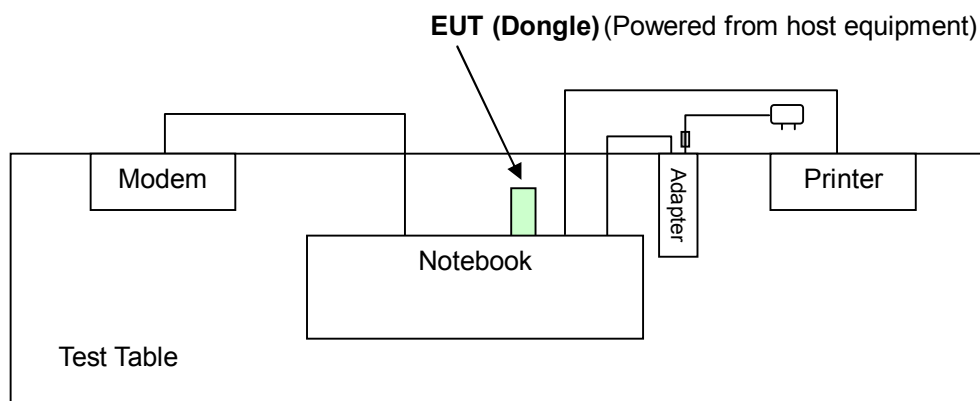 EUT (Dongle) (Powered from host equipment)
Modem
Adapter
Printer
Notebook
Test Table